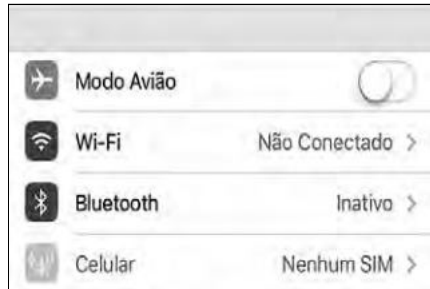 Modo Avião
Wi-Fi Não Conectado >
Bluetooth Inativo >
Celular Nenhum SIM >